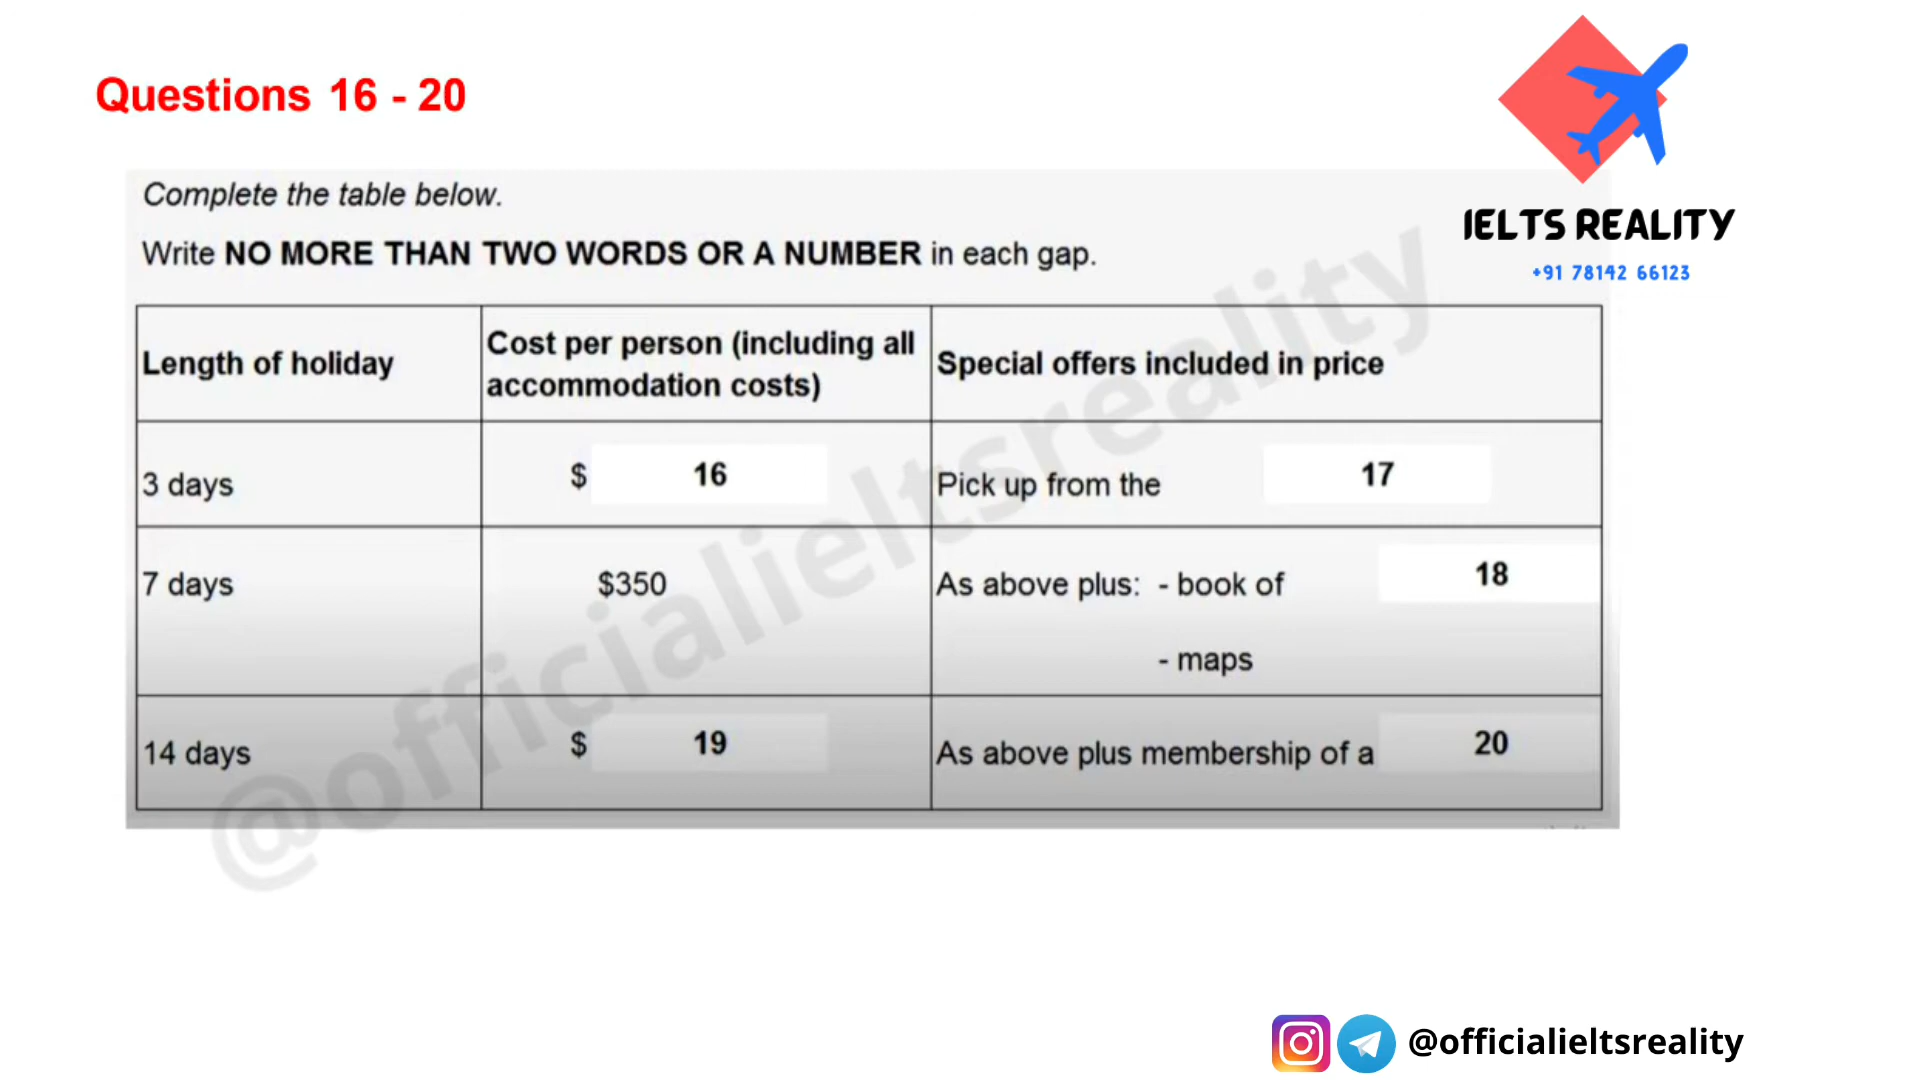 Questions 16 - 20
IELTS REALITY
+91 78142 66123
Complete the table below.
Write NO MORE THAN TWO WORDS OR A NUMBER in each gap.
Length of holiday
Cost per person (including all
accommodation costs)
Special offers included in price
3 days
$ 16
Pick up from the 17
7 days
$350
As above plus: - book of 18
- maps
14 days
$ 19
As above plus membership of a 20
@officialieltsreality
@officialieltsreality